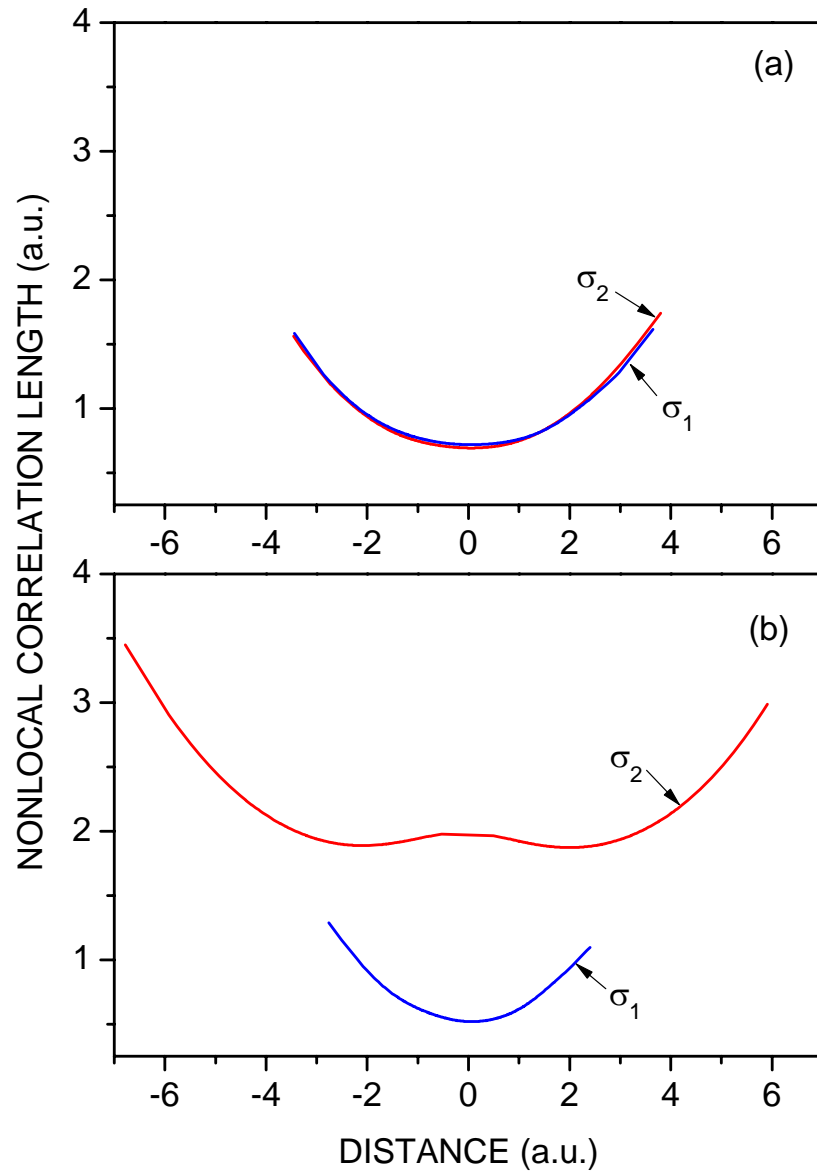 NONLOCAL CORRELATION LENGTH (a.u.)
4
(a)
3
2
σ2
1
σ1
-6 -4 -2 0 2 4 6
4
(b)
3
σ2
2
1
σ1
-6 -4 -2 0 2 4 6
DISTANCE (a.u.)